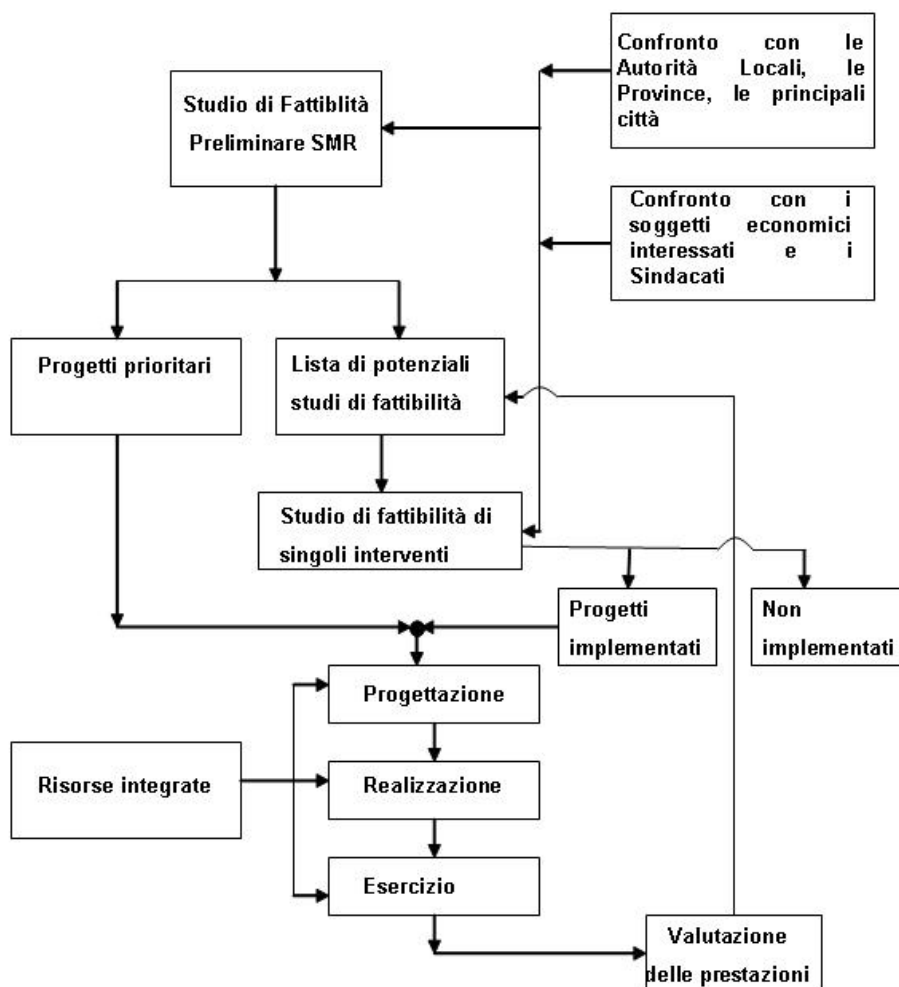 Confronto con le
Autorità Locali, le
Province, le principali
città
Studio di Fattiblità
Preliminare SMR
Confronto con i
soggetti economici
interessati e i
Sindacati
Progetti prioritari
Lista di potenziali
studi di fattibilità
Studio di fattibilità di
singoli interventi
Progetti
implementati
Non
implementati
Progettazione
Risorse integrate
Realizzazione
Esercizio
Valutazione
delle prestazioni